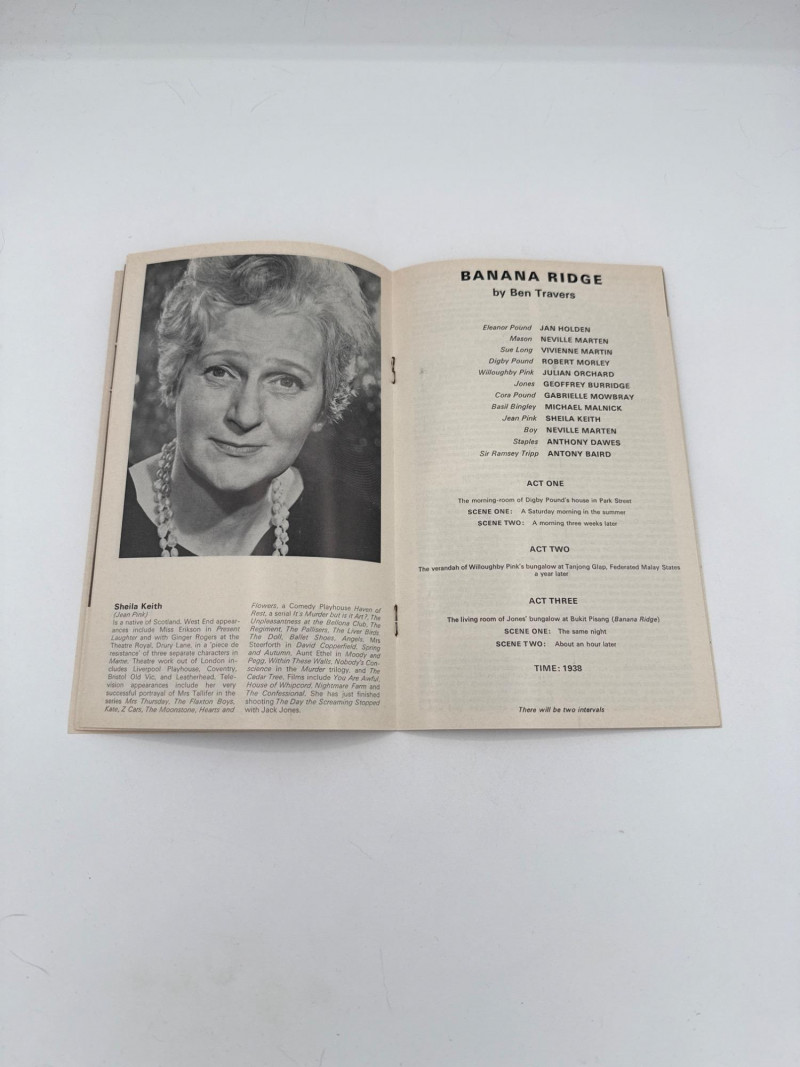 Sheila Keith
(Jean Pink)
Is a native of Scotland. West End appear-
ances include Miss Erikson in Present
Laughter and with Ginger Rogers at the
Theatre Royal, Drury Lane, in a 'piece de
resistance' of three separate characters in
Mame. Theatre work out of London in-
cludes Liverpool Playhouse, Coventry,
Bristol Old Vic, and Leatherhead. Tele-
vision appearances include her very
successful portrayal of Mrs Tallifer in the
series Mrs Thursday, The Flaxton Boys,
Kate, Z Cars, The Moonstone, Hearts and
Flowers, a Comedy Playhouse Haven of
Rest, a serial It's Murder but is it Art?, The
Unpleasantness at the Bellona Club, The
Regiment, The Pallisers, The Liver Birds,
The Doll, Ballet Shoes, Angels, Mrs
Steerforth in David Copperfield, Spring
and Autumn, Aunt Ethel in Moody and
Pegg, Within These Walls, Nobody's Con-
science in the Murder trilogy, and The
Cedar Tree. Films include You Are Awful,
House of Whipcord, Nightmare Farm and
The Confessional. She has just finished
shooting The Day the Screaming Stopped
with Jack Jones.
BANANA RIDGE
by Ben Travers
Eleanor Pound JAN HOLDEN
Mason NEVILLE MARTEN
Sue Long VIVIENNE MARTIN
Digby Pound ROBERT MORLEY
Willoughby Pink JULIAN ORCHARD
Jones GEOFFREY BURRIDGE
Cora Pound GABRIELLE MOWBRAY
Basil Bingley MICHAEL MALNICK
Jean Pink SHEILA KEITH
Boy NEVILLE MARTEN
Staples ANTHONY DAWES
Sir Ramsey Tripp ANTONY BAIRD
ACT ONE
The morning-room of Digby Pound's house in Park Street
SCENE ONE: A Saturday morning in the summer
SCENE TWO: A morning three weeks later
ACT TWO
The verandah of Willoughby Pink's bungalow at Tanjong Glap, Federated Malay States
a year later
ACT THREE
The living room of Jones' bungalow at Bukit Pisang (Banana Ridge)
SCENE ONE: The same night
SCENE TWO: About an hour later
TIME: 1938
There will be two intervals